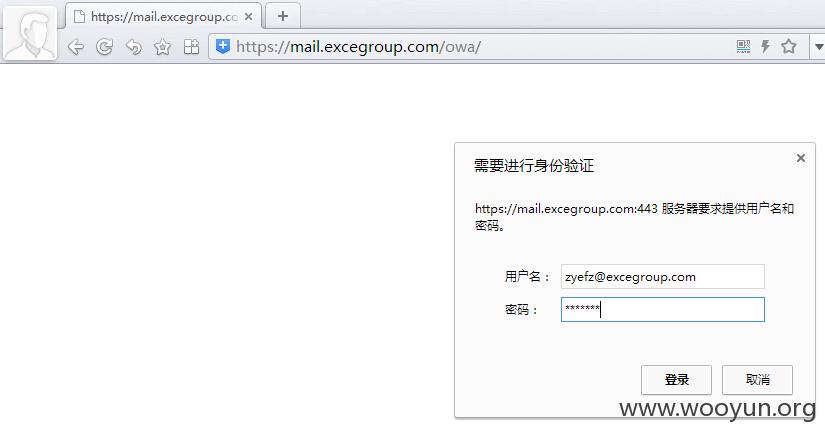 https://mail.excegroup.co
https://mail.excegroup.com/owa/
需要进行身份验证
https://mail.excegroup.com:443 服务器要求提供用户名和
密码。
用户名： zyefz@excegroup.com
密码： *******
登录 取消
www.wooyun.org